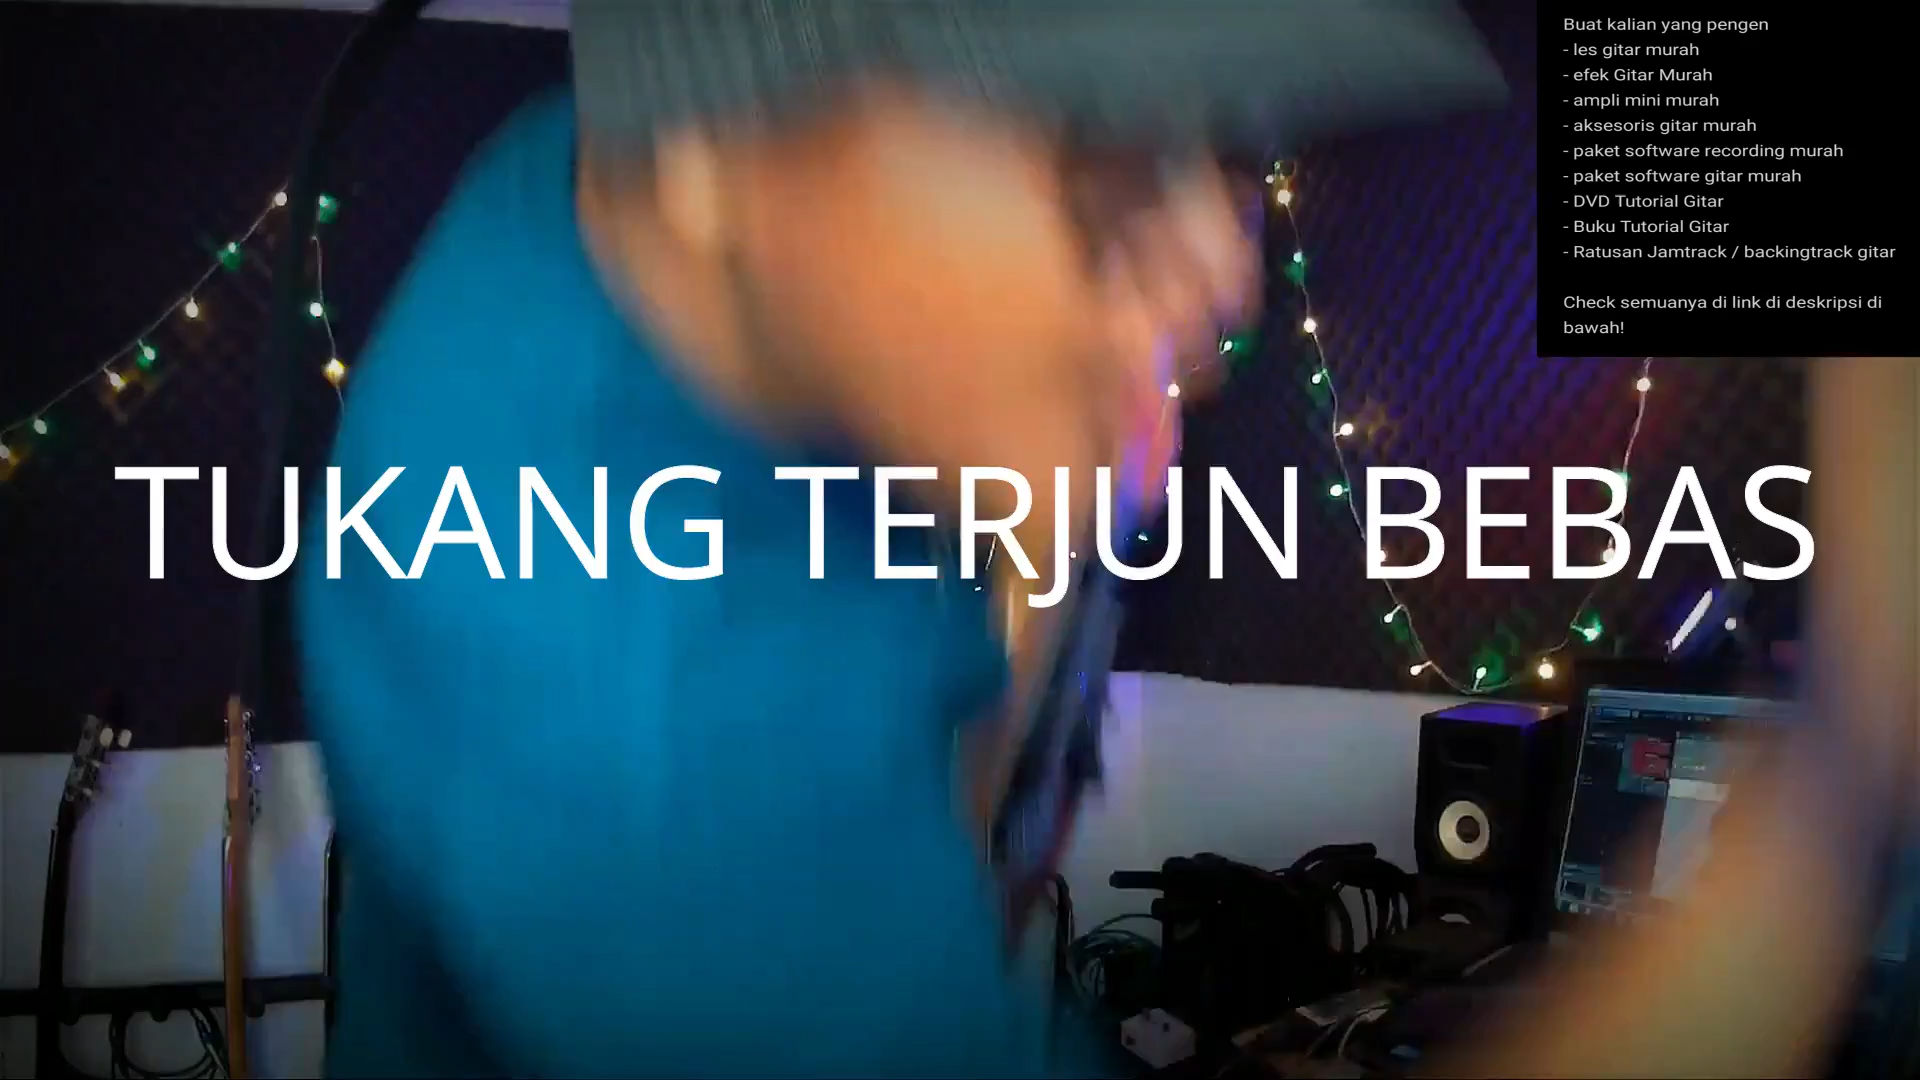 Buat kalian yang pengen
- les gitar murah
- efek Gitar Murah
- ampli mini murah
- aksesoris gitar murah
- paket software recording murah
- paket software gitar murah
- DVD Tutorial Gitar
- Buku Tutorial Gitar
- Ratusan Jamtrack / backingtrack gitar
Check semuanya di link di deskripsi di
bawah!
TUKANG TERJUN BEBAS